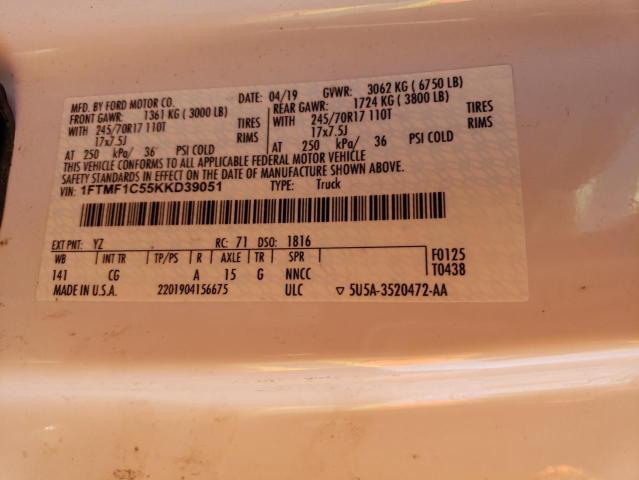 MFD. BY FORD MOTOR CO.
DATE: 04/19 GVWR: 3062 KG ( 6750 LB)
FRONT GAWR: 1361 KG ( 3000 LB) REAR GAWR: 1724 KG ( 3800 LB)
WITH 245/70R17 110T TIRES WITH 245/70R17 110T TIRES
17x7.5J RIMS 17x7.5J RIMS
AT 250 kPa/ 36 PSI COLD AT 250 kPa/ 36 PSI COLD
THIS VEHICLE CONFORMS TO ALL APPLICABLE FEDERAL MOTOR VEHICLE
SAFETY STANDARDS IN EFFECT ON THE DATE OF MANUFACTURE SHOWN ABOVE.
VIN: 1FTMF1C55KKD39051 TYPE: Truck
EXT PNT: YZ RC: 71 DSO: 1816
WB INT TR TP/PS R AXLE TR SPR F0125
141 CG A 15 G NNCC T0438
MADE IN U.S.A. 2201904156675 ULC ▽ 5U5A-3520472-AA